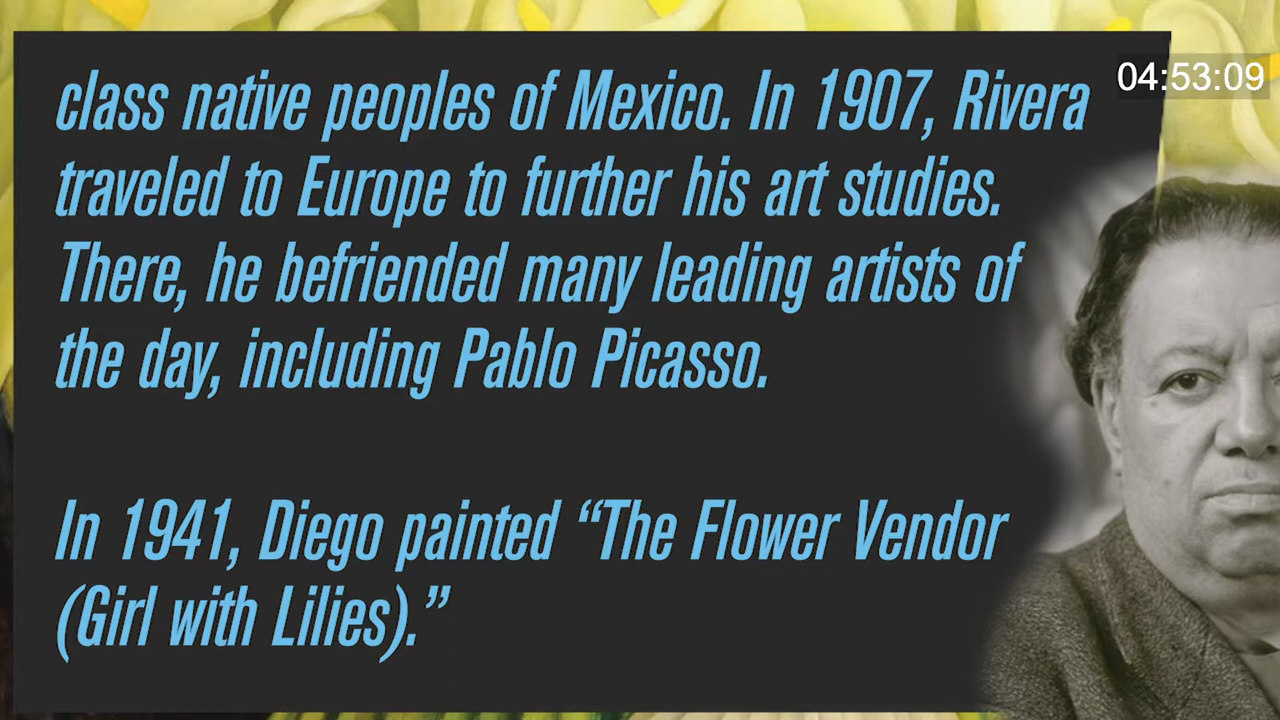 class native peoples of Mexico. In 1907, Rivera
04:53:09
traveled to Europe to further his art studies.
There, he befriended many leading artists of
the day, including Pablo Picasso.
In 1941, Diego painted “The Flower Vendor
(Girl with Lilies).”